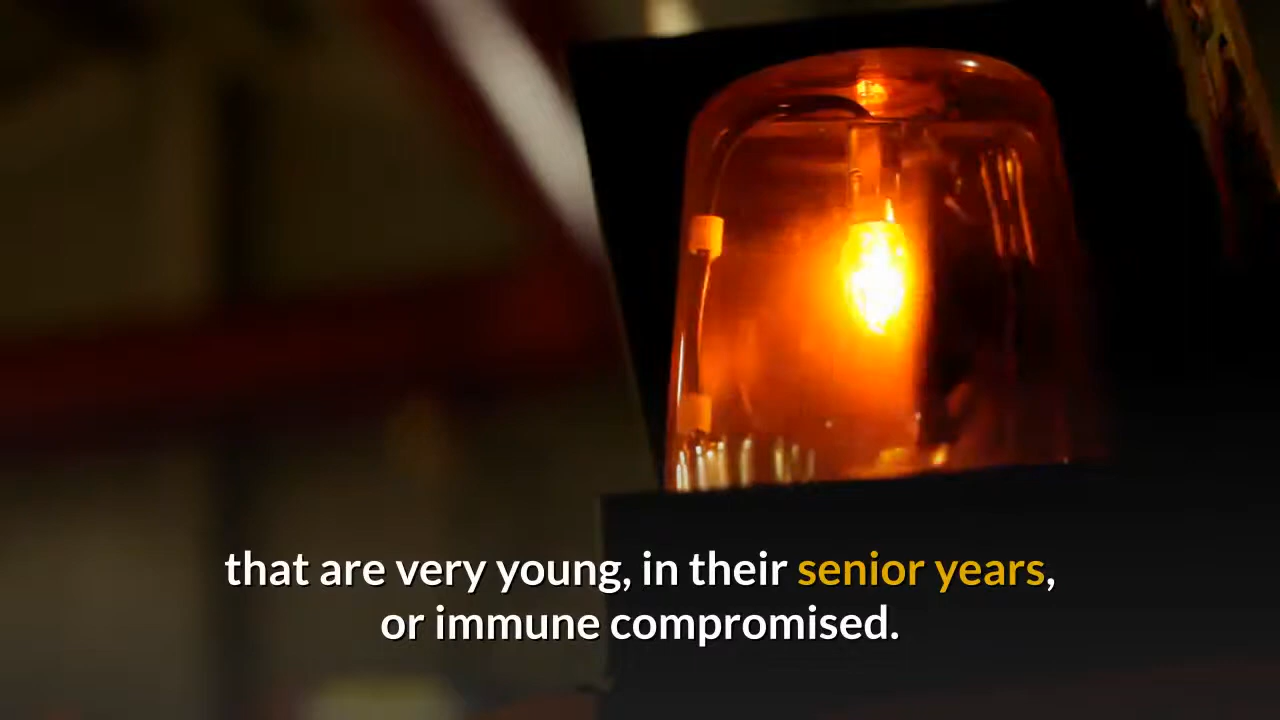 that are very young, in their senior years,
or immune compromised.